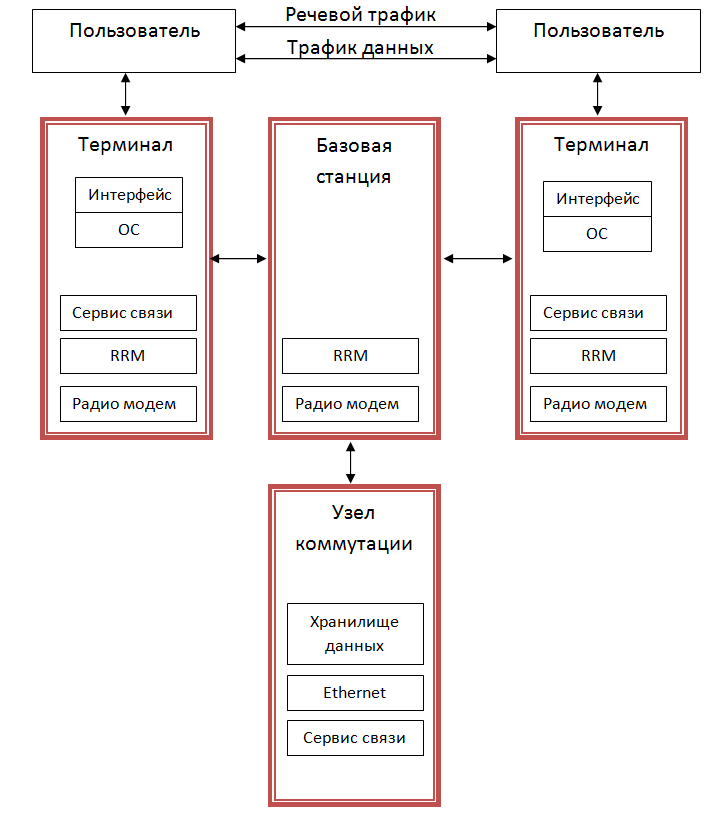 Пользователь
Речевой трафик
Трафик данных
Пользователь
Терминал
Интерфейс
ОС
Сервис связи
RRM
Радио модем
Базовая
станция
RRM
Радио модем
Терминал
Интерфейс
ОС
Сервис связи
RRM
Радио модем
Узел
коммутации
Хранилище
данных
Ethernet
Сервис связи